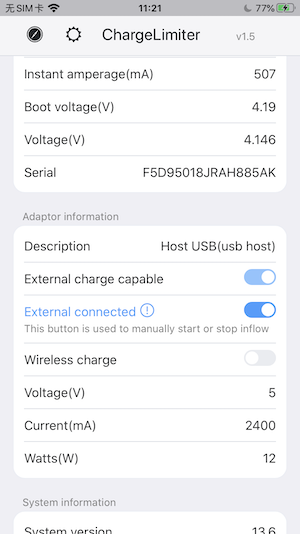 无SIM卡 11:21 77%
ChargeLimiter v1.5
Instant amperage(mA) 507
Boot voltage(V) 4.19
Voltage(V) 4.146
Serial F5D95018JRAH885AK
Adaptor information
Description Host USB(usb host)
External charge capable
External connected
This button is used to manually start or stop inflow
Wireless charge
Voltage(V) 5
Current(mA) 2400
Watts(W) 12
System information
System version 13.6